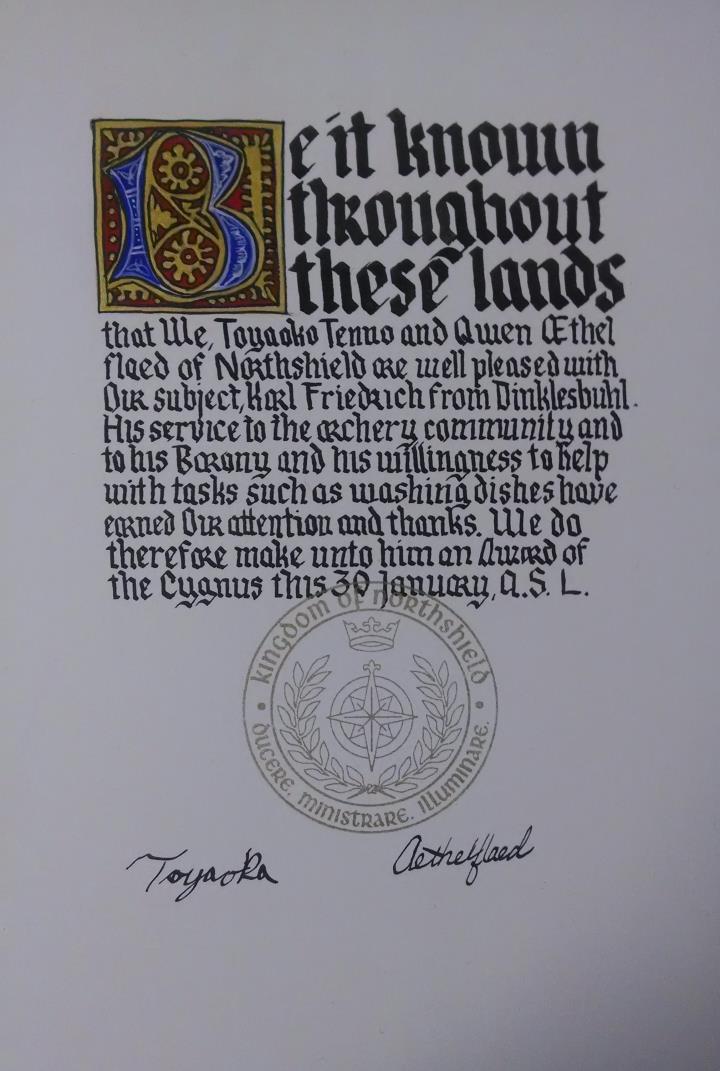 Be it known
throughout
these lands
that We, Toyaoko Tenno and Qwen Æthel
flaed of Northshield are well pleased with
Our subject, Karl Friedrich from Dinklesbuhl.
His service to the archery community and
to his Barony and his willingness to help
with tasks such as washing dishes have
earned Our attention and thanks. We do
therefore make unto him an Award of
the Cygnus this 30 January, A.S. L.
Kingdom of Northshield
Ducere. Ministrare. Illuminare.
Toyaoka
Aethelflaed